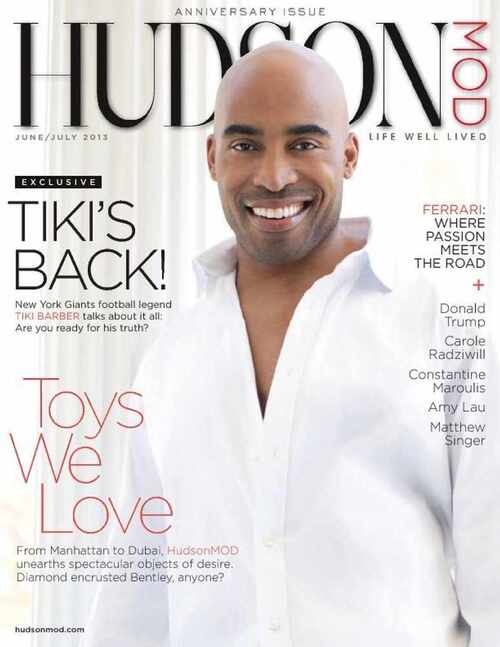 ANNIVERSARY ISSUE
HUDSON
MOD
JUNE/JULY 2013
LIFE WELL LIVED
EXCLUSIVE
TIKI'S
BACK!
New York Giants football legend
TIKI BARBER talks about it all:
Are you ready for his truth?
FERRARI:
WHERE
PASSION
MEETS
THE ROAD
+
Donald
Trump
Carole
Radziwill
Constantine
Maroulis
Amy Lau
Matthew
Singer
Toys
We
Love
From Manhattan to Dubai, HudsonMOD
unearths spectacular objects of desire.
Diamond encrusted Bentley, anyone?
hudsonmod.com